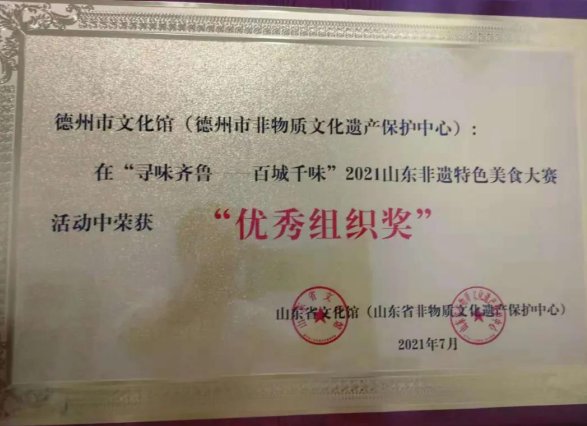 德州市文化馆（德州市非物质文化遗产保护中心）：
在“寻味齐鲁——百城千味”2021山东非遗特色美食大赛
活动中荣获 “优秀组织奖”
山东省文化馆（山东省非物质文化遗产保护中心）
2021年7月